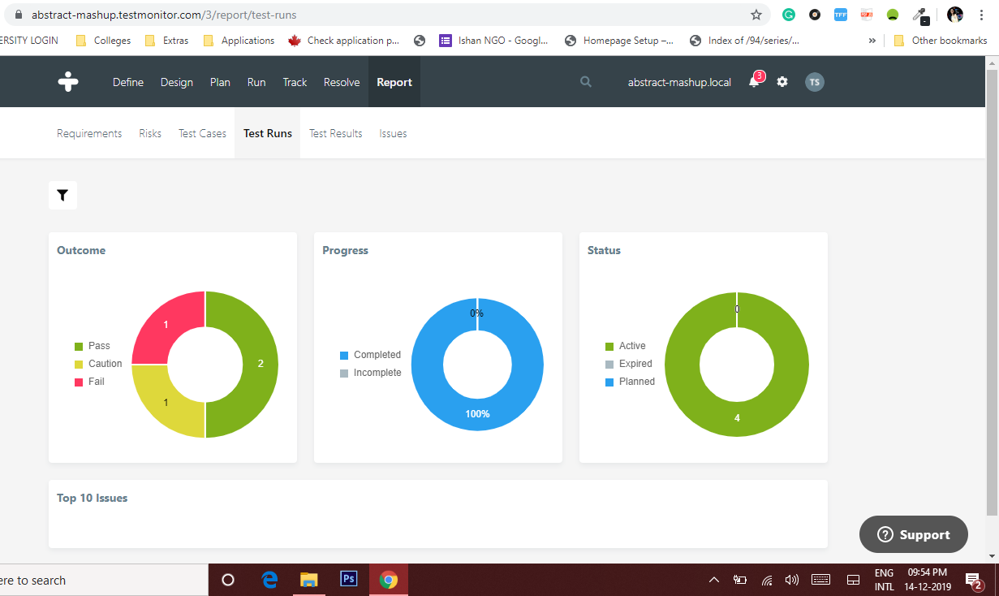 abstract-mashup.testmonitor.com/3/report/test-runs
TFF
ERSITY LOGIN Colleges Extras Applications Check application p... Ishan NGO - Googl... Homepage Setup –... Index of /94/series/... » Other bookmarks
Define Design Plan Run Track Resolve Report abstract-mashup.local 3 TS
Requirements Risks Test Cases Test Runs Test Results Issues
Outcome
Pass
Caution
Fail
1
2
1
Progress
Completed
Incomplete
0%
100%
Status
Active
Expired
Planned
0
4
Top 10 Issues
? Support
ere to search
Ps
ENG
INTL
09:54 PM
14-12-2019
2